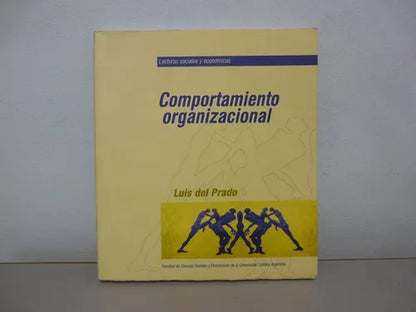 Lecturas sociales y económicas
Comportamiento
organizacional
Luis del Prado
Facultad de Ciencias Sociales y Económicas de la Universidad Católica Argentina